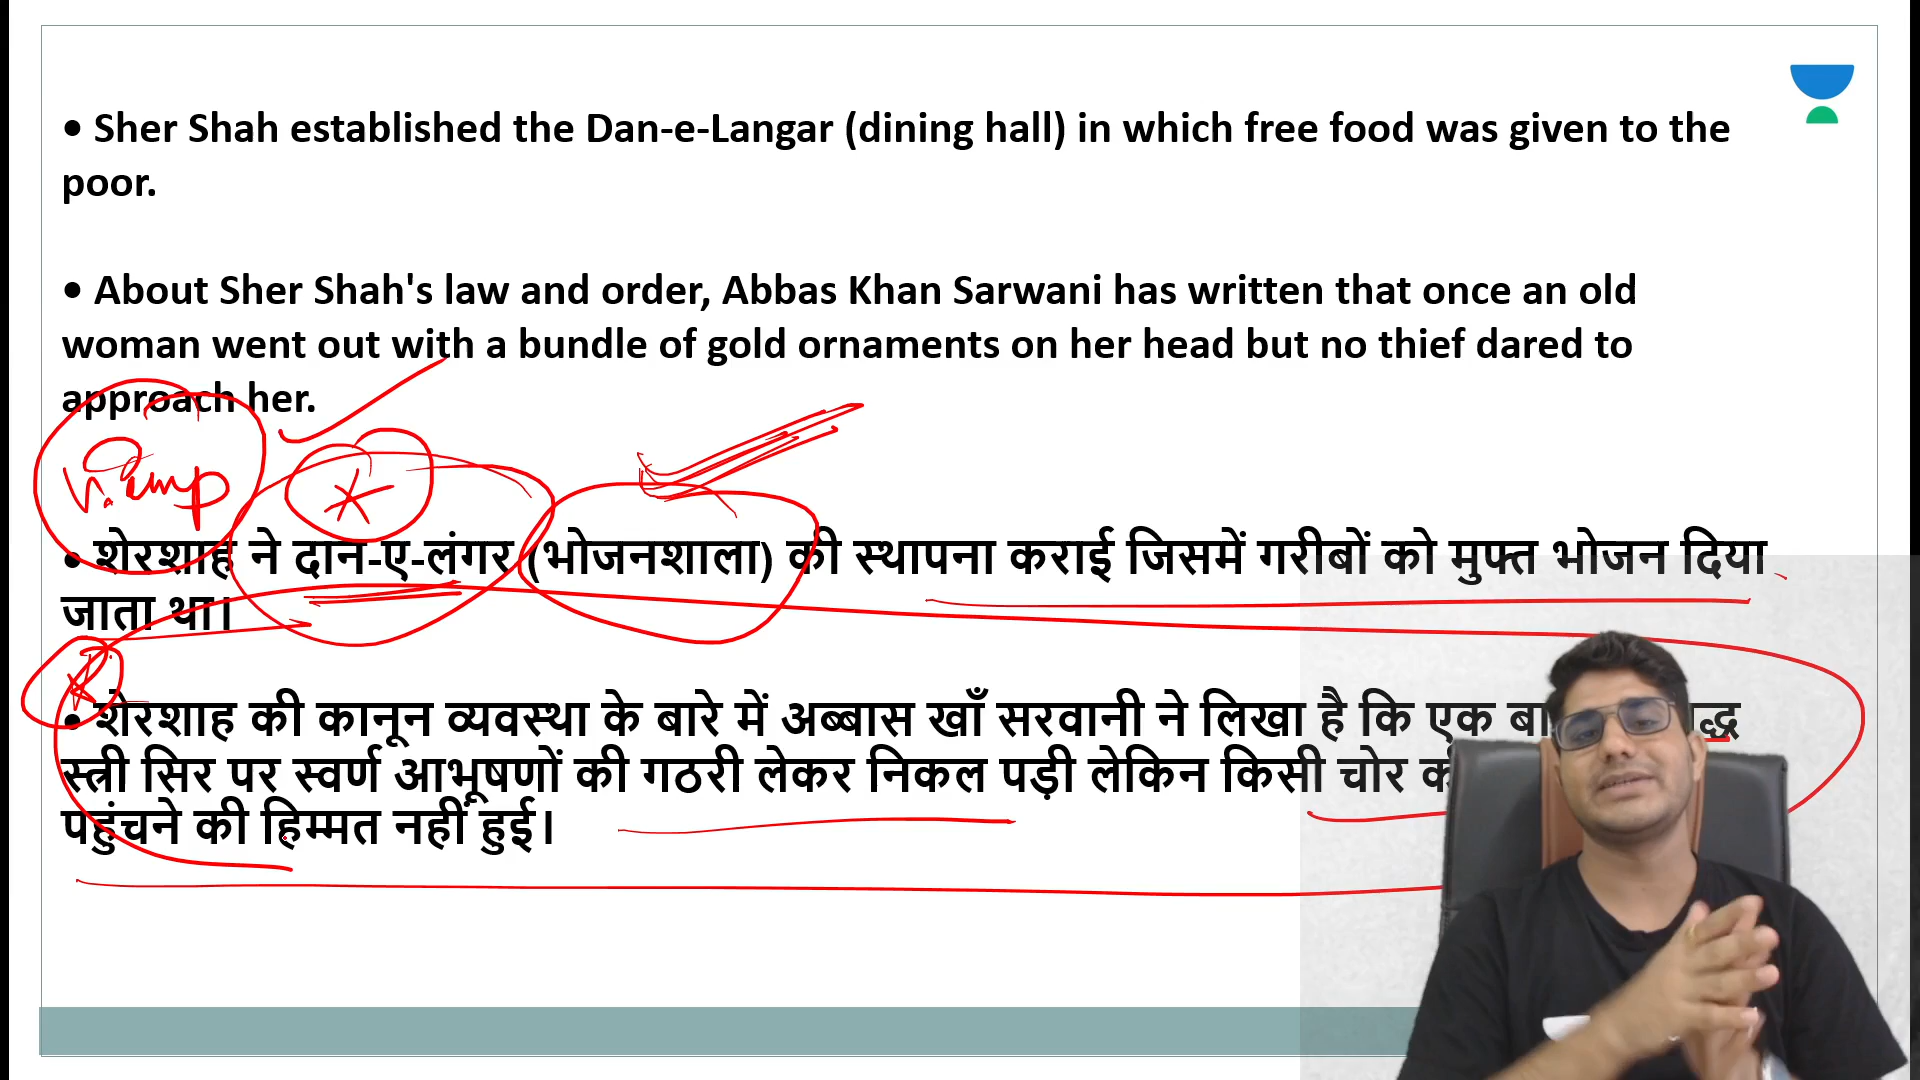 • Sher Shah established the Dan-e-Langar (dining hall) in which free food was given to the
poor.
• About Sher Shah's law and order, Abbas Khan Sarwani has written that once an old
woman went out with a bundle of gold ornaments on her head but no thief dared to
approach her.
V. Imp
• शेरशाह ने दान-ए-लंगर (भोजनशाला) की स्थापना कराई जिसमें गरीबों को मुफ्त भोजन दिया
जाता था।
• शेरशाह की कानून व्यवस्था के बारे में अब्बास खाँ सरवानी ने लिखा है कि एक
स्त्री सिर पर स्वर्ण आभूषणों की गठरी लेकर निकल पड़ी लेकिन किसी चोर
पहुंचने की हिम्मत नहीं हुई।